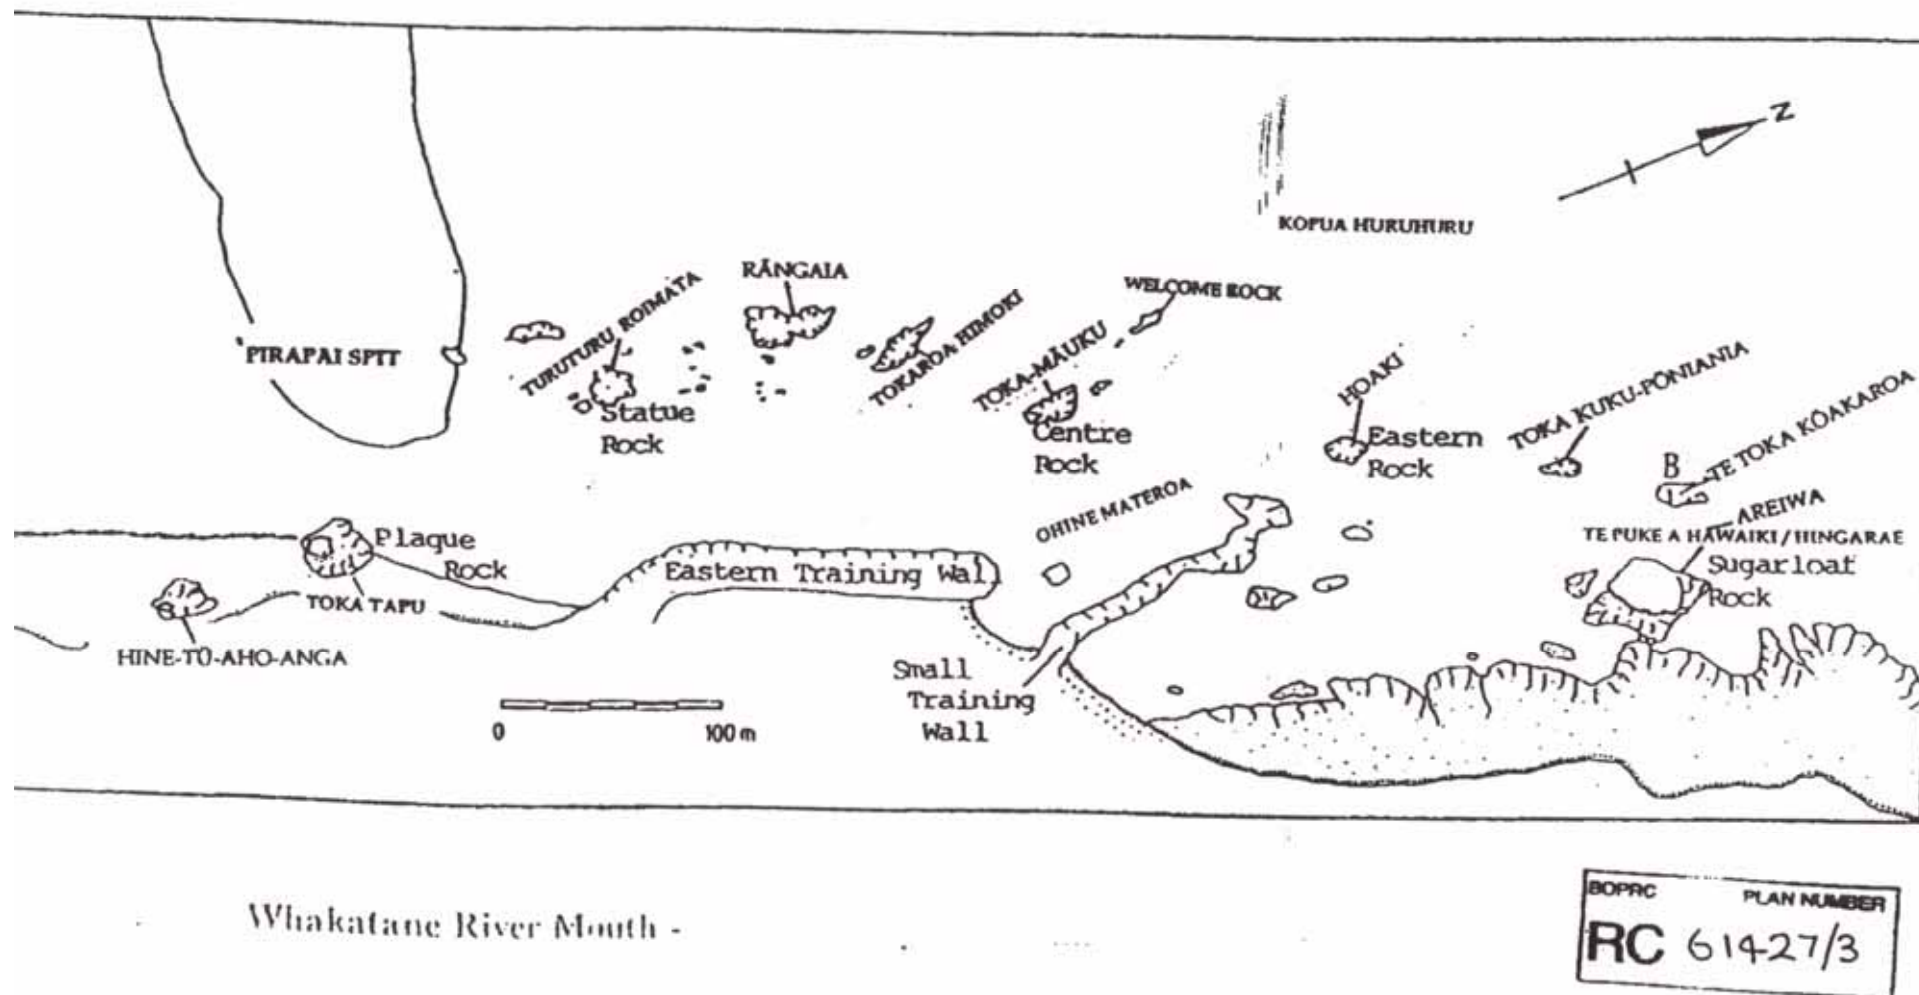 Z
KOPUA HURUHURU
RĀNGAIA
WELCOME ROCK
TURUTURU ROIMATA
TOKAROA HIMOKI
TOKA-MĀUKU
PIRAPAI SPIT
HOAKI
TOKA KUKU-PŌNIANIA
Statue
Rock
Centre
Rock
Eastern
Rock
B
TE TOKA KŌAKAROA
OHINE MATEROA
AREIWA
TE PUKE A HAWAIKI/HINGARAE
Plaque
Rock
Eastern Training Wal
Sugarloaf
Rock
TOKA TAPU
HINE-TŪ-AHO-ANGA
Small
Training
Wall
0 100 m
BOPRC PLAN NUMBER
RC 61427/3
Whakatane River Mouth -